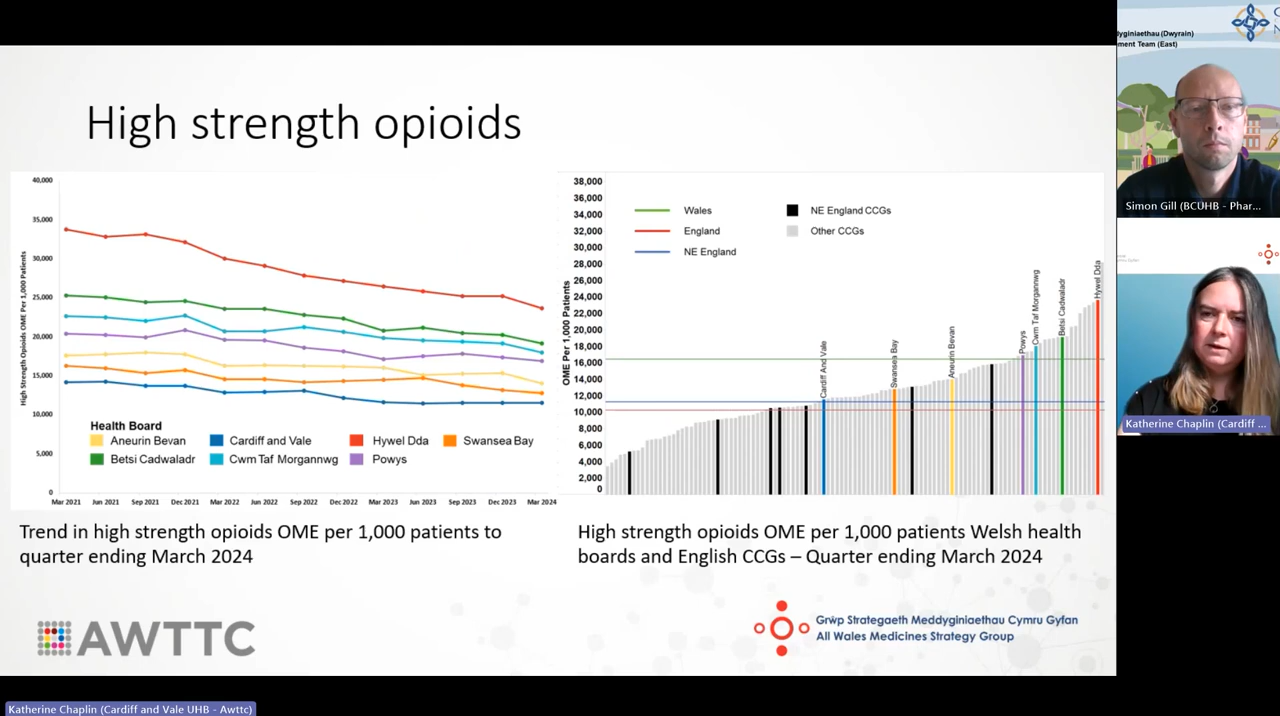 High strength opioids
40,000
35,000
30,000
25,000
20,000
15,000
10,000
5,000
0
High Strength Opioids OME Per 1,000 Patients
Health Board
Aneurin Bevan
Cardiff and Vale
Hywel Dda
Swansea Bay
Betsi Cadwaladr
Cwm Taf Morgannwg
Powys
Mar 2021 Jun 2021 Sep 2021 Dec 2021 Mar 2022 Jun 2022 Sep 2022 Dec 2022 Mar 2023 Jun 2023 Sep 2023 Dec 2023 Mar 2024
Trend in high strength opioids OME per 1,000 patients to
quarter ending March 2024
38,000
36,000
34,000
32,000
30,000
28,000
26,000
24,000
22,000
20,000
18,000
16,000
14,000
12,000
10,000
8,000
6,000
4,000
2,000
0
OME Per 1,000 Patients
Wales
NE England CCGs
England
Other CCGs
NE England
Cardiff And Vale
Swansea Bay
Aneurin Bevan
Powys
Cwm Taf Morgannwg
Betsi Cadwaladr
Hywel Dda
High strength opioids OME per 1,000 patients Welsh health
boards and English CCGs – Quarter ending March 2024
AWTTC
Grŵp Strategaeth Meddyginiaethau Cymru Gyfan
All Wales Medicines Strategy Group
lyginiaethau (Dwyrain)
ment Team (East)
Simon Gill (BCUHB - Phar...
Katherine Chaplin (Cardiff ...
Katherine Chaplin (Cardiff and Vale UHB - Awttc)